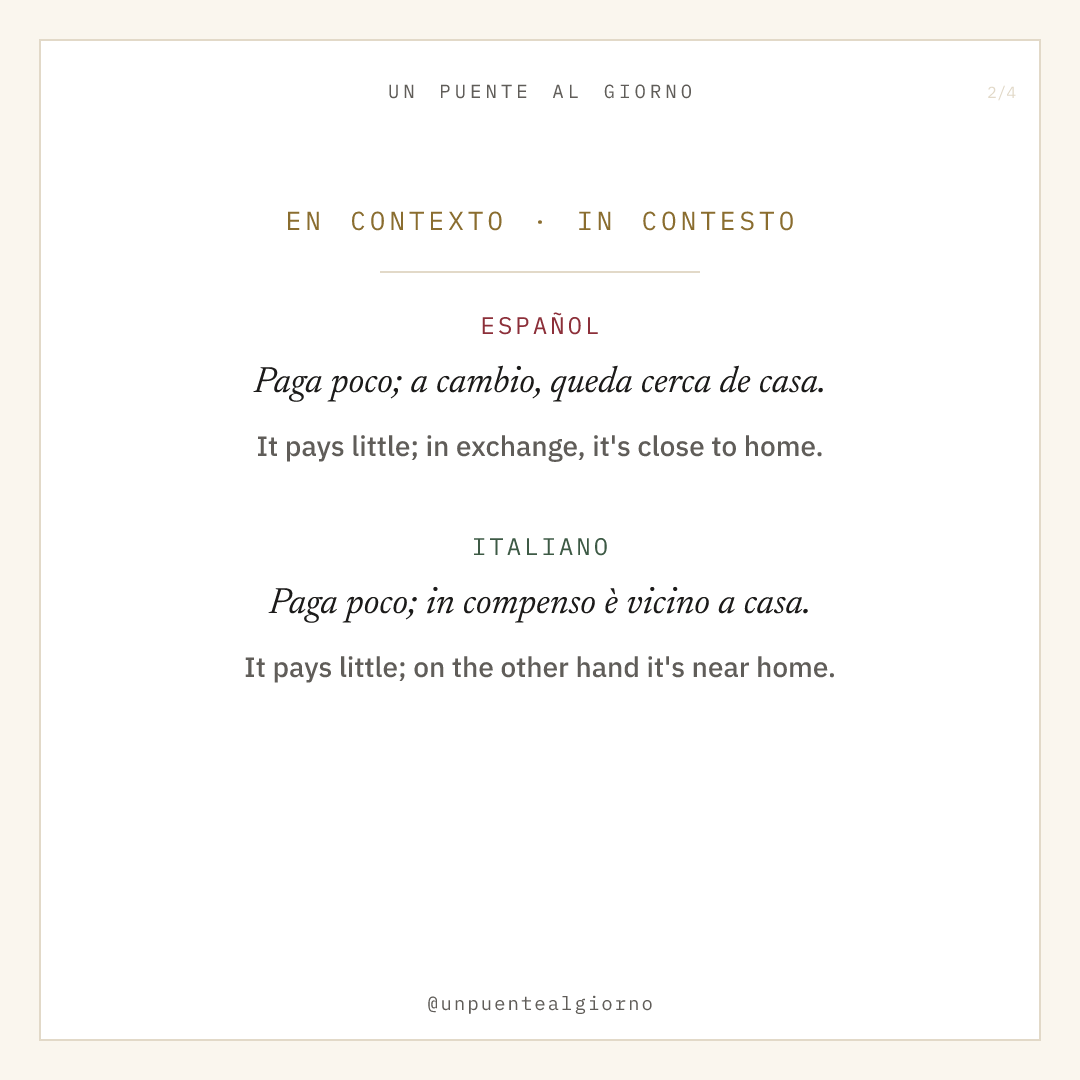 UN PUENTE AL GIORNO
2/4
EN CONTEXTO · IN CONTESTO
ESPAÑOL
Paga poco; a cambio, queda cerca de casa.
It pays little; in exchange, it's close to home.
ITALIANO
Paga poco; in compenso è vicino a casa.
It pays little; on the other hand it's near home.
@unpuentealgiorno